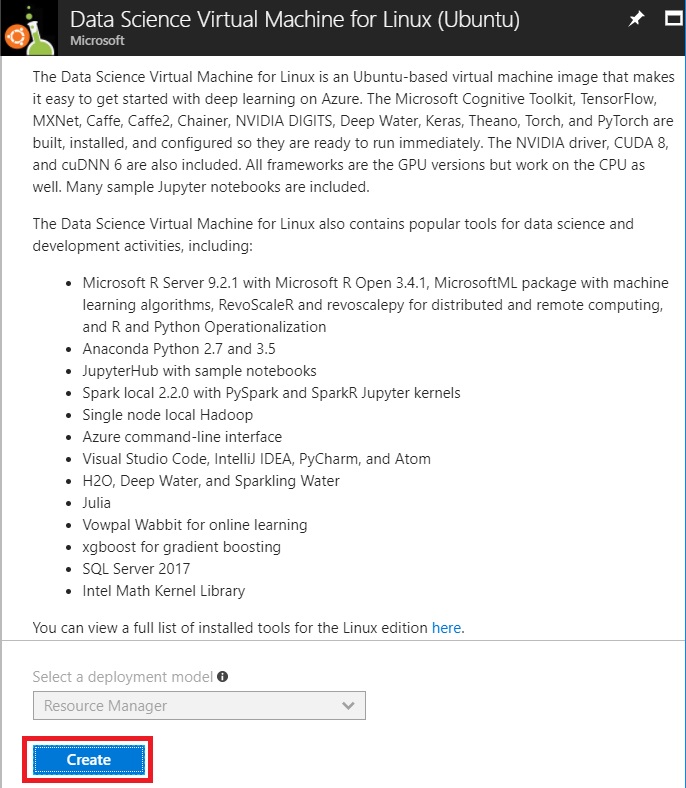 Data Science Virtual Machine for Linux (Ubuntu)
Microsoft
The Data Science Virtual Machine for Linux is an Ubuntu-based virtual machine image that makes
it easy to get started with deep learning on Azure. The Microsoft Cognitive Toolkit, TensorFlow,
MXNet, Caffe, Caffe2, Chainer, NVIDIA DIGITS, Deep Water, Keras, Theano, Torch, and PyTorch are
built, installed, and configured so they are ready to run immediately. The NVIDIA driver, CUDA 8,
and cuDNN 6 are also included. All frameworks are the GPU versions but work on the CPU as
well. Many sample Jupyter notebooks are included.
The Data Science Virtual Machine for Linux also contains popular tools for data science and
development activities, including:
• Microsoft R Server 9.2.1 with Microsoft R Open 3.4.1, MicrosoftML package with machine
learning algorithms, RevoScaleR and revoscalepy for distributed and remote computing,
and R and Python Operationalization
• Anaconda Python 2.7 and 3.5
• JupyterHub with sample notebooks
• Spark local 2.2.0 with PySpark and SparkR Jupyter kernels
• Single node local Hadoop
• Azure command-line interface
• Visual Studio Code, IntelliJ IDEA, PyCharm, and Atom
• H2O, Deep Water, and Sparkling Water
• Julia
• Vowpal Wabbit for online learning
• xgboost for gradient boosting
• SQL Server 2017
• Intel Math Kernel Library
You can view a full list of installed tools for the Linux edition here.
Select a deployment model
Resource Manager
Create